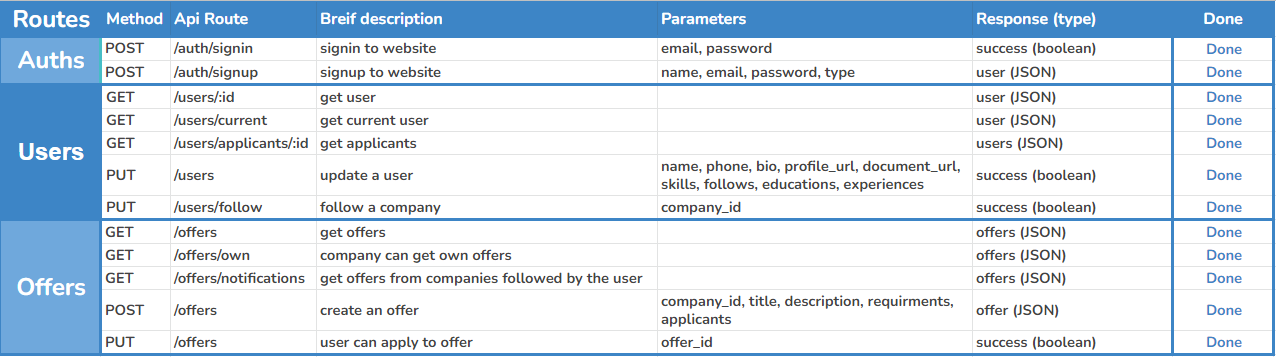 Routes Method Api Route Breif description Parameters Response (type) Done
Auths
POST /auth/signin signin to website email, password success (boolean) Done
POST /auth/signup signup to website name, email, password, type user (JSON) Done
Users
GET /users/:id get user user (JSON) Done
GET /users/current get current user user (JSON) Done
GET /users/applicants/:id get applicants users (JSON) Done
PUT /users update a user name, phone, bio, profile_url, document_url,
skills, follows, educations, experiences success (boolean) Done
PUT /users/follow follow a company company_id success (boolean) Done
Offers
GET /offers get offers offers (JSON) Done
GET /offers/own company can get own offers offers (JSON) Done
GET /offers/notifications get offers from companies followed by the user offers (JSON) Done
POST /offers create an offer company_id, title, description, requirments,
applicants offer (JSON) Done
PUT /offers user can apply to offer offer_id success (boolean) Done